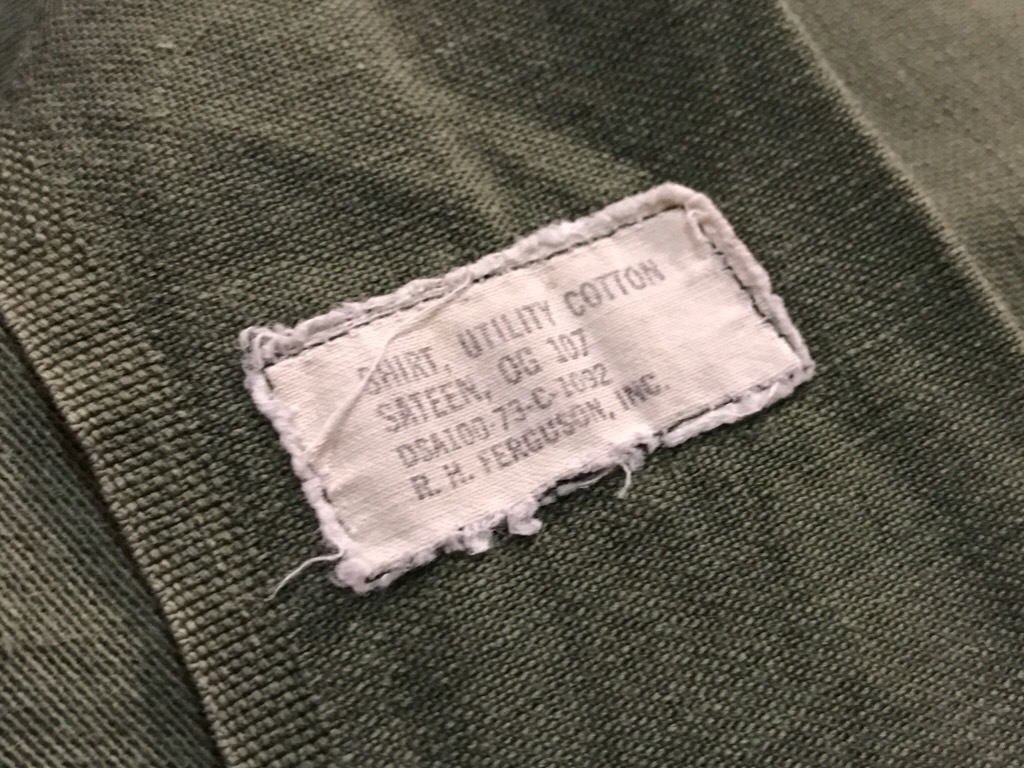 SHIRT, UTILITY COTTON
SATEEN, OG 107
DSA100-73-C-1092
R. H. FERGUSON, INC.